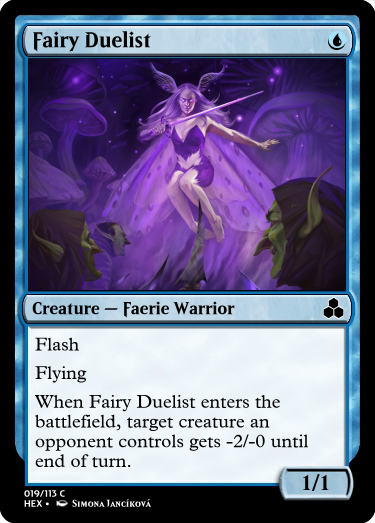 Fairy Duelist
Creature — Faerie Warrior
Flash
Flying
When Fairy Duelist enters the
battlefield, target creature an
opponent controls gets -2/-0 until
end of turn.
1/1
019/113 C
HEX • Simona Jancíková